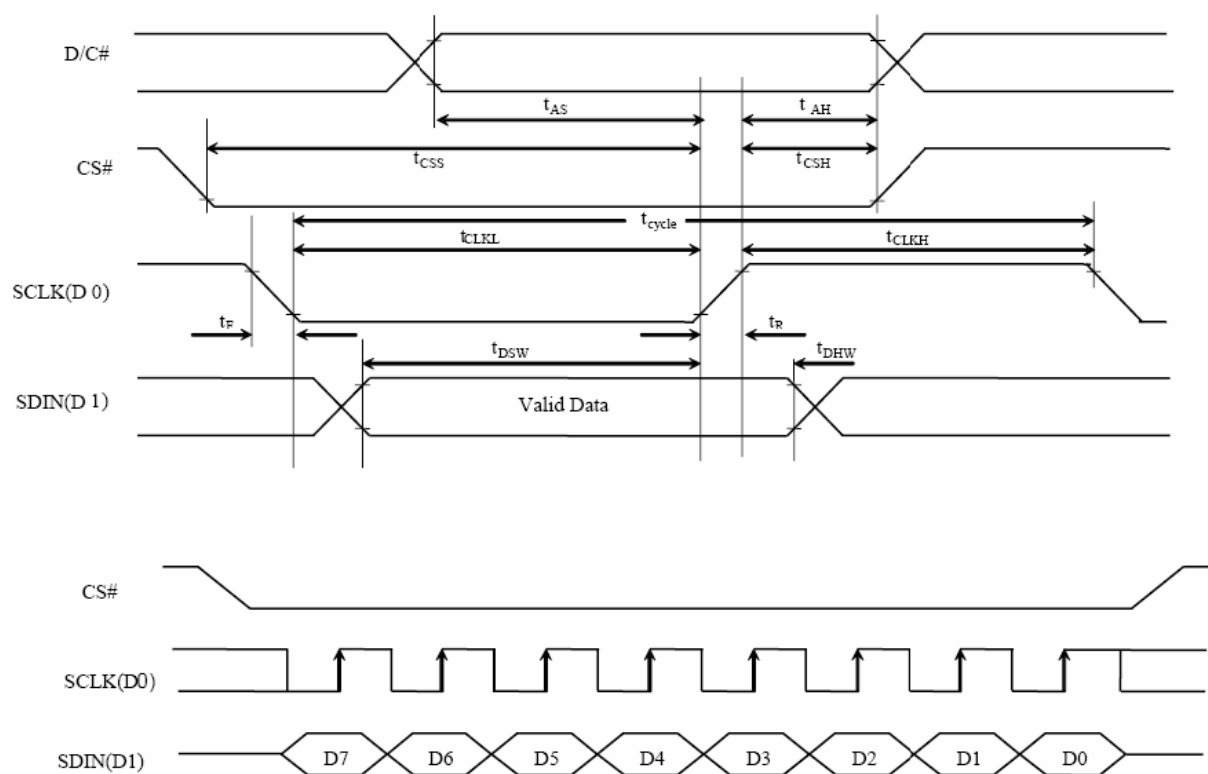 D/C#
t_AS
t_AH
CS#
t_CSS
t_CSH
t_cycle
t_CLKL
t_CLKH
SCLK(D 0)
t_F
t_R
t_DSW
t_DHW
SDIN(D 1)
Valid Data
CS#
SCLK(D0)
SDIN(D1)
D7 D6 D5 D4 D3 D2 D1 D0